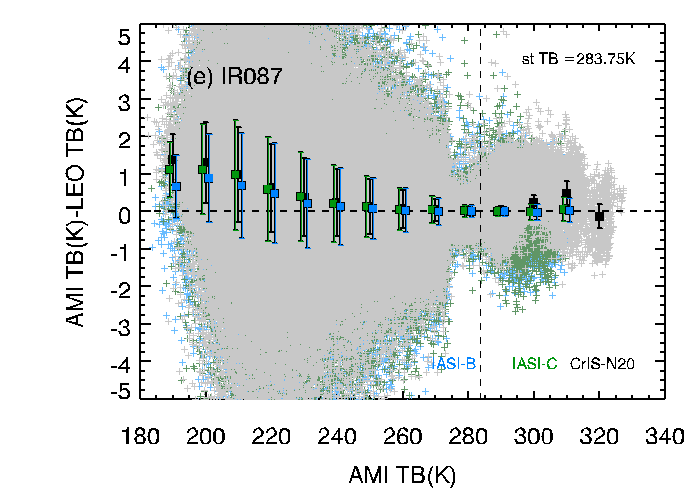 5
4
3
2
1
0
-1
-2
-3
-4
-5
AMI TB(K)-LEO TB(K)
(e) IR087
st TB =283.75K
IASI-B IASI-C CrIS-N20
180 200 220 240 260 280 300 320 340
AMI TB(K)